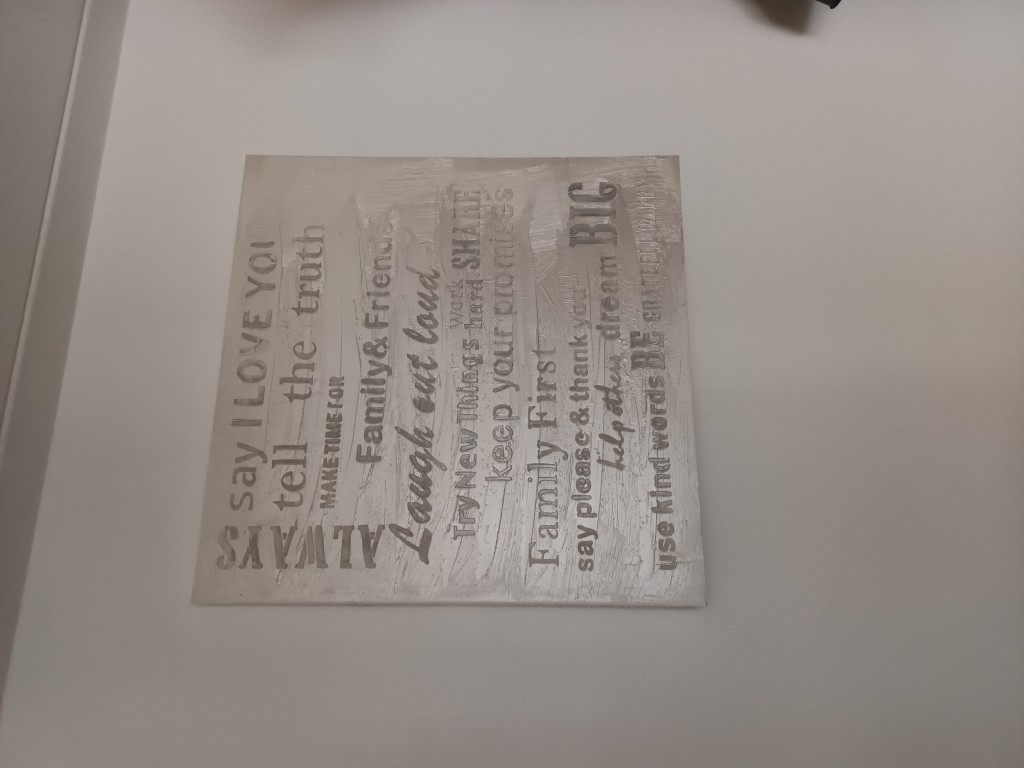 ALWAYS
say I LOVE YOU
tell the truth
MAKE TIME FOR
Family & Friends
Laugh out loud
Try New Things work hard SHARE
keep your promises
Family First
say please & thank you
help others dream BIG
use kind words BE